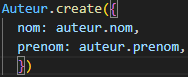 Auteur.create({
nom: auteur.nom,
prenom: auteur.prenom,
})